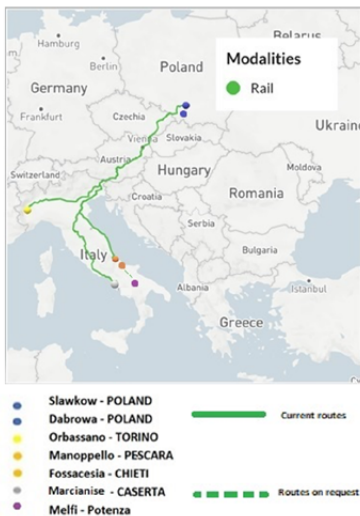 Hamburg
Belarus
Berlin
Poland
Modalities
Rail
Germany
Frankfurt
Czechia
Ukraine
Slovakia
Vienna
Austria
Switzerland
Hungary
Moldova
Croatia
Romania
Serbia
Italy
Bulgaria
Albania
Istanbul
Greece
Slawkow - POLAND
Dabrowa - POLAND
Current routes
Orbassano - TORINO
Manoppello - PESCARA
Fossacesia - CHIETI
Marcianise - CASERTA
Routes on request
Melfi - Potenza